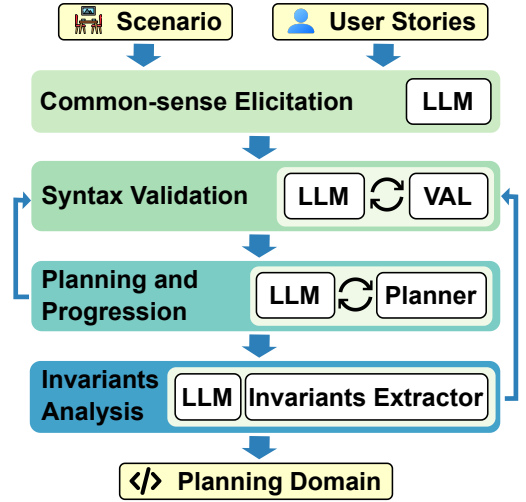 Scenario
User Stories
Common-sense Elicitation
LLM
Syntax Validation
LLM
VAL
Planning and
Progression
LLM
Planner
Invariants
Analysis
LLM
Invariants Extractor
</> Planning Domain